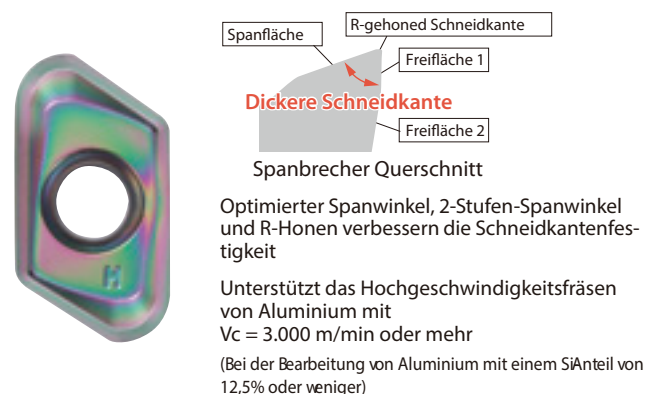 Spanfläche
R-gehoned Schneidkante
Freifläche 1
Dickere Schneidkante
Freifläche 2
Spanbrecher Querschnitt
Optimierter Spanwinkel, 2-Stufen-Spanwinkel
und R-Honen verbessern die Schneidkantenfes-
tigkeit
Unterstützt das Hochgeschwindigkeitsfräsen
von Aluminium mit
Vc = 3.000 m/min oder mehr
(Bei der Bearbeitung von Aluminium mit einem SiAnteil von
12,5% oder weniger)
H